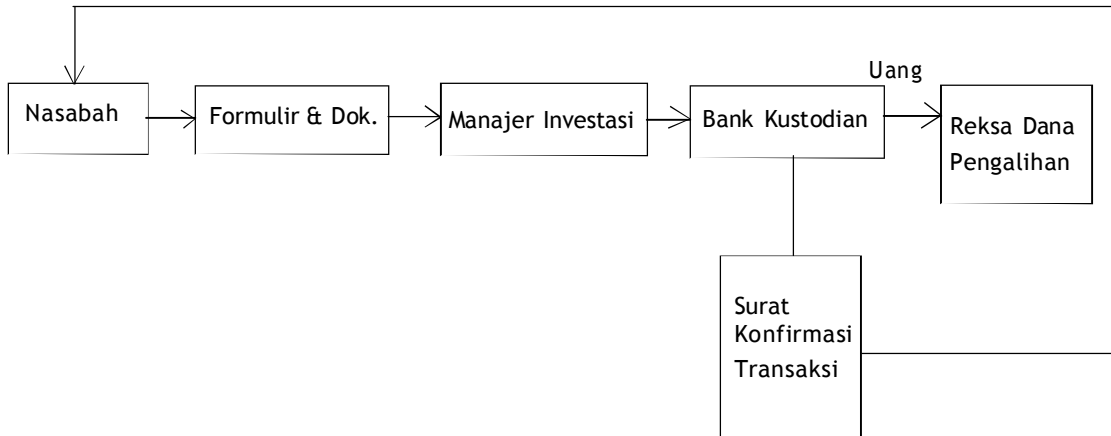 Uang
Nasabah
Formulir & Dok.
Manajer Investasi
Bank Kustodian
Reksa Dana
Pengalihan
Surat
Konfirmasi
Transaksi